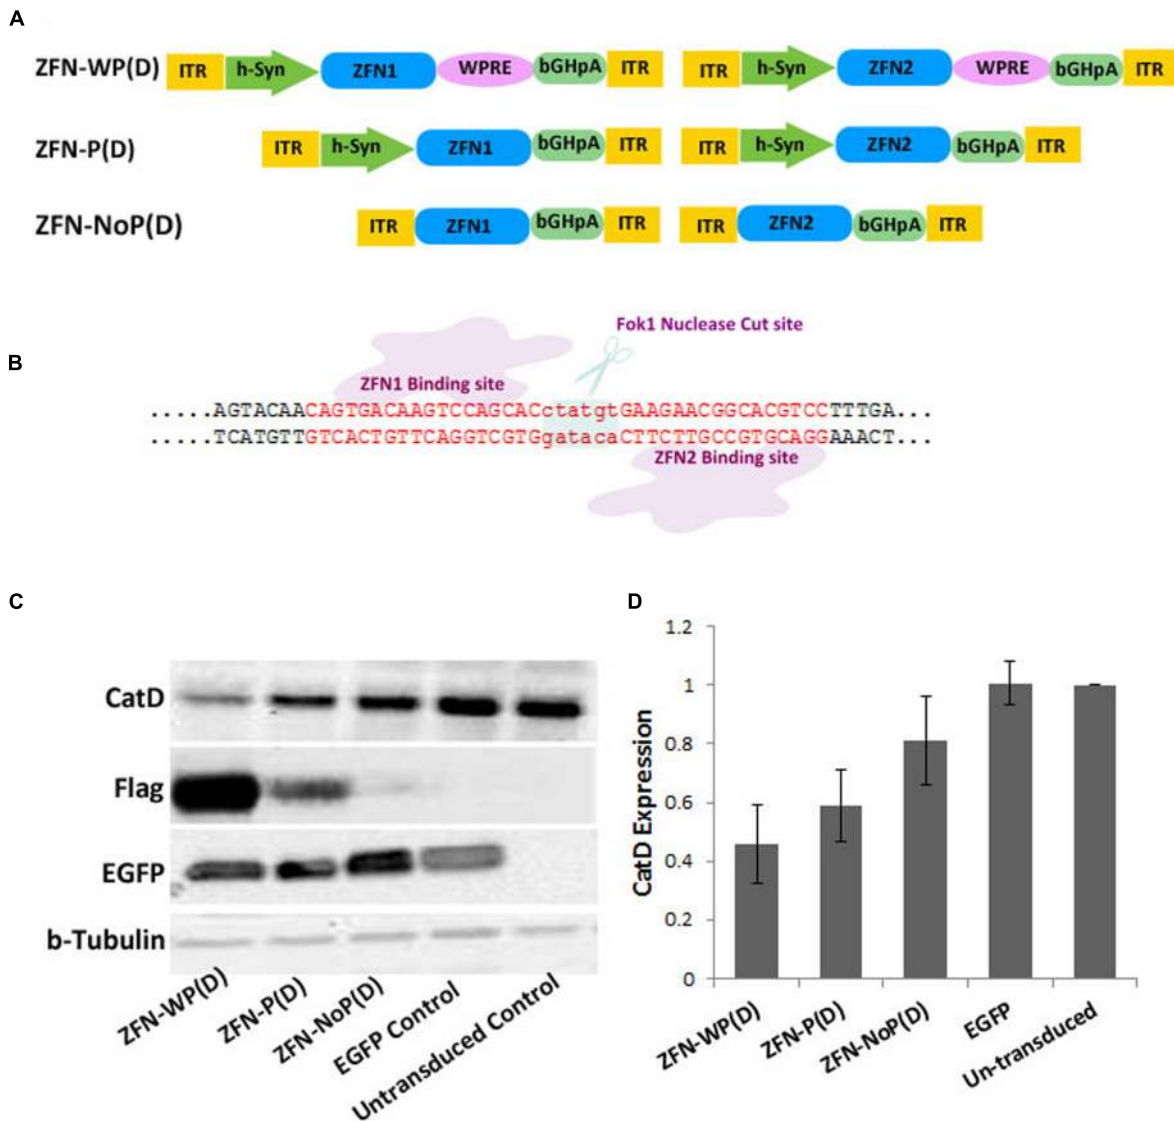 A
ZFN-WP(D) ITR h-Syn ZFN1 WPRE bGHpA ITR ITR h-Syn ZFN2 WPRE bGHpA ITR
ZFN-P(D) ITR h-Syn ZFN1 bGHpA ITR ITR h-Syn ZFN2 bGHpA ITR
ZFN-NoP(D) ITR ZFN1 bGHpA ITR ITR ZFN2 bGHpA ITR
Fok1 Nuclease Cut site
B
ZFN1 Binding site
.....AGTACAACAGTGACAAGTCCAGCACctatgtGAAGAACGGCACGTCCTTTGA...
.....TCATGTTGTCACTGTTCAGGTCGTGgatacaCTTCTTGCCGTGCAGGAAACT...
ZFN2 Binding site
C
CatD
Flag
EGFP
b-Tubulin
ZFN-WP(D)
ZFN-P(D)
ZFN-NoP(D)
EGFP Control
Untransduced Control
D
CatD Expression
1.2
1
0.8
0.6
0.4
0.2
0
ZFN-WP(D)
ZFN-P(D)
ZFN-NoP(D)
EGFP
Un-transduced